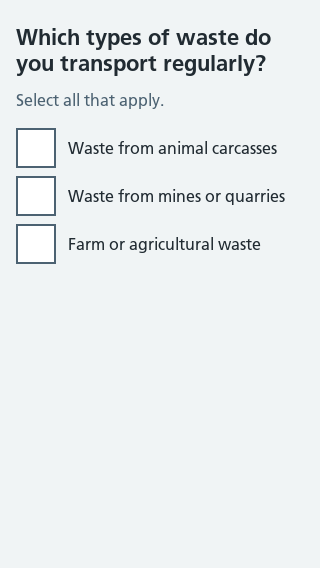 Which types of waste do
you transport regularly?
Select all that apply.
Waste from animal carcasses
Waste from mines or quarries
Farm or agricultural waste